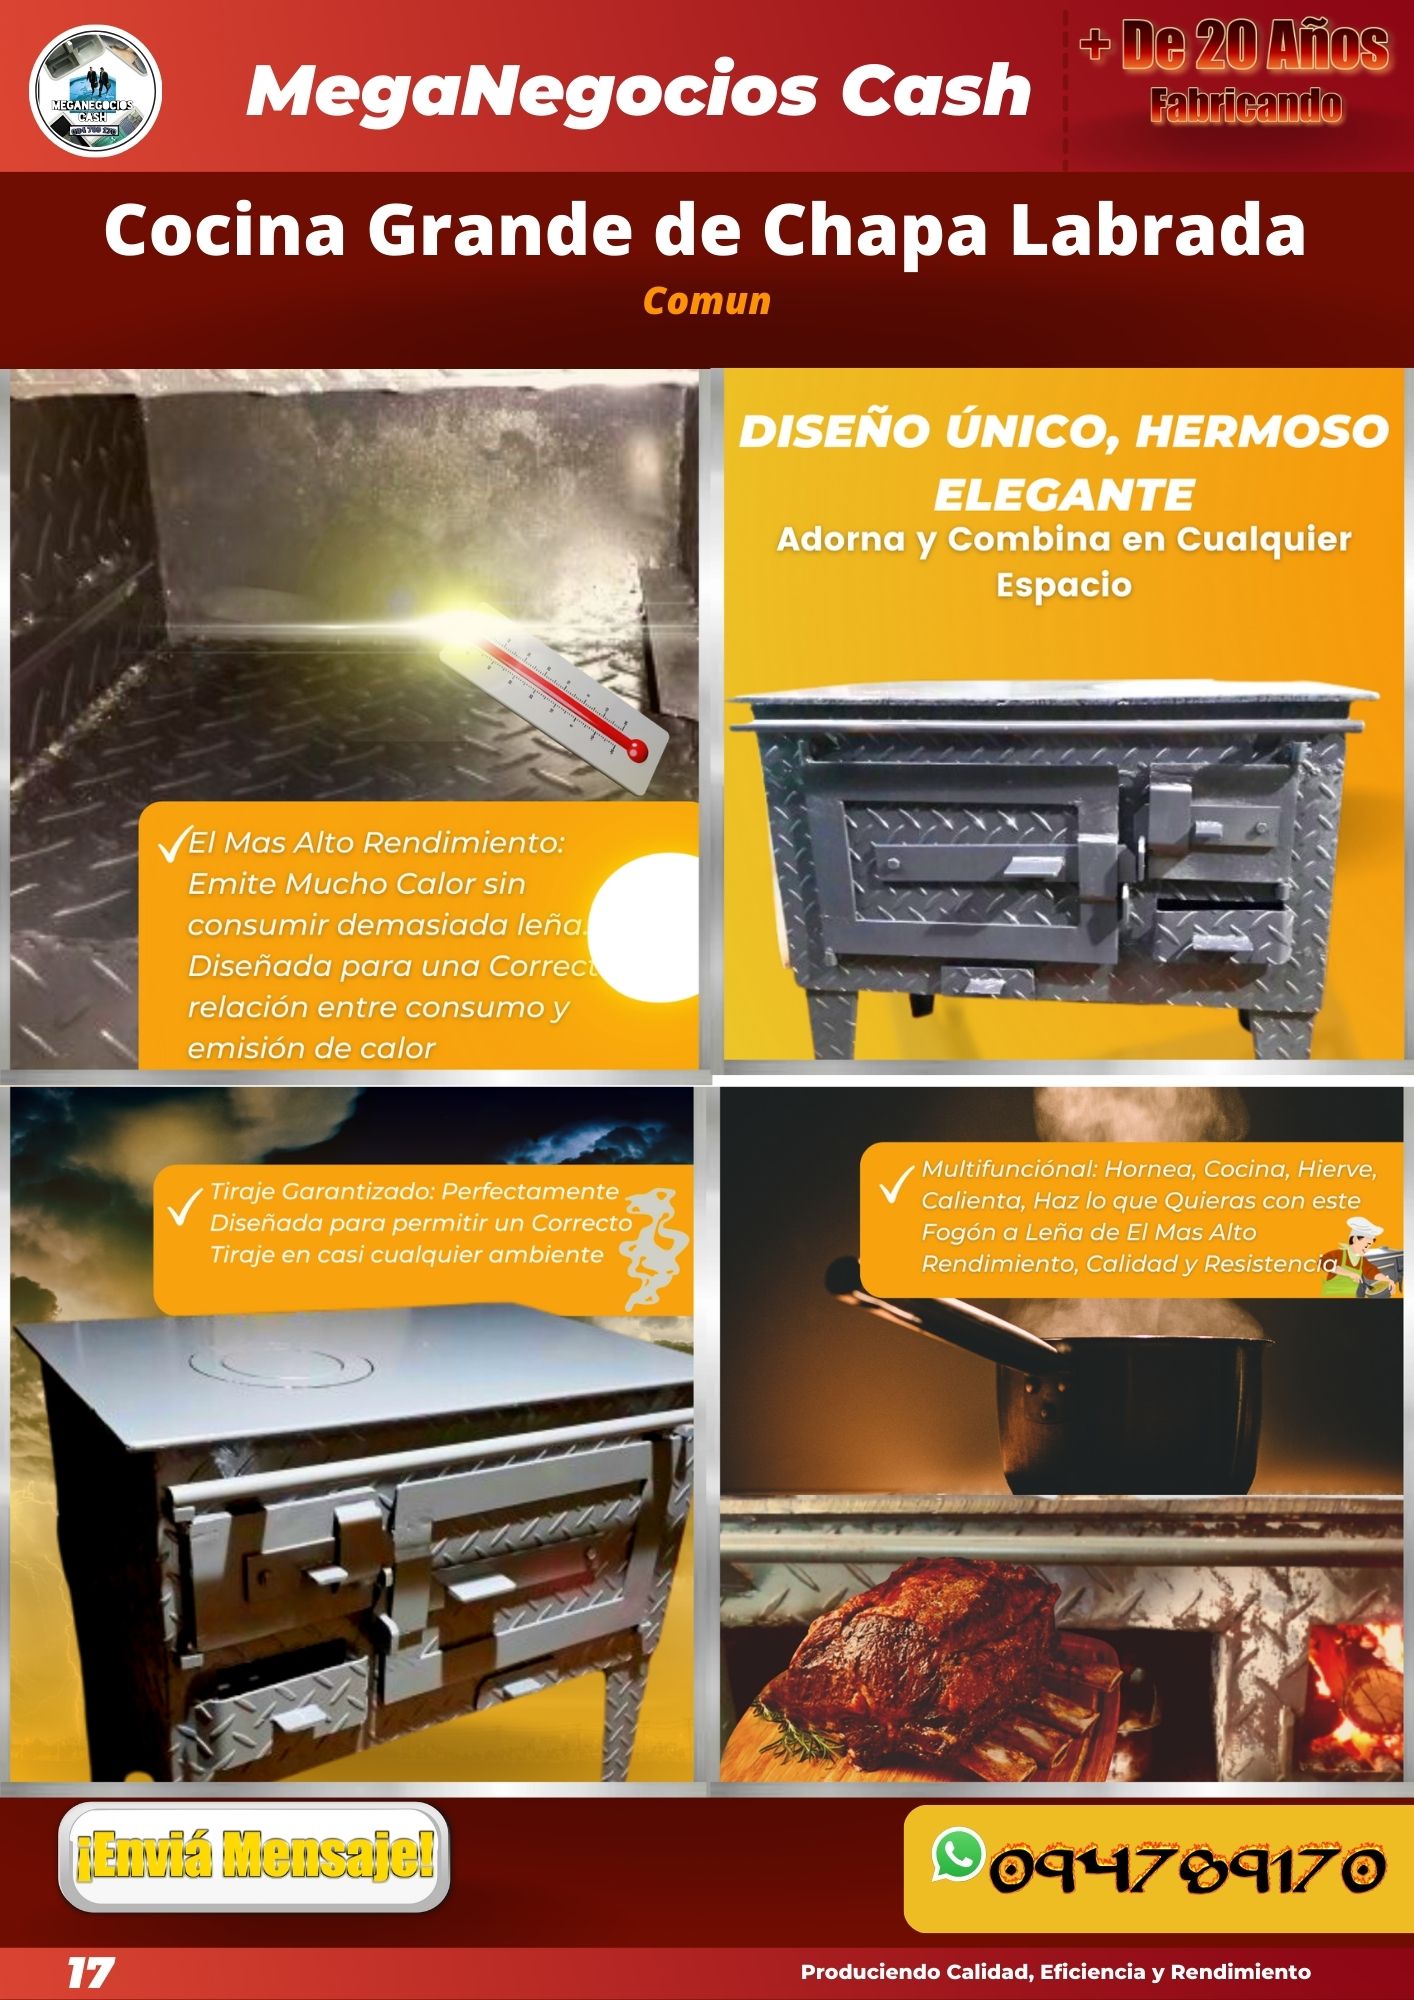 MEGANEGOCIOS
CASH
MegaNegocios Cash
+ De 20 Años
Fabricando
Cocina Grande de Chapa Labrada
Comun
El Mas Alto Rendimiento:
Emite Mucho Calor sin
consumir demasiada leña.
Diseñada para una Correct
relación entre consumo y
emisión de calor
DISEÑO ÚNICO, HERMOSO
ELEGANTE
Adorna y Combina en Cualquier
Espacio
Tiraje Garantizado: Perfectamente
Diseñada para permitir un Correcto
Tiraje en casi cualquier ambiente
Multifunciónal: Hornea, Cocina, Hierve,
Calienta, Haz lo que Quieras con este
Fogón a Leña de El Mas Alto
Rendimiento, Calidad y Resistencia
¡Enviá Mensaje!
094789170
17
Produciendo Calidad, Eficiencia y Rendimiento